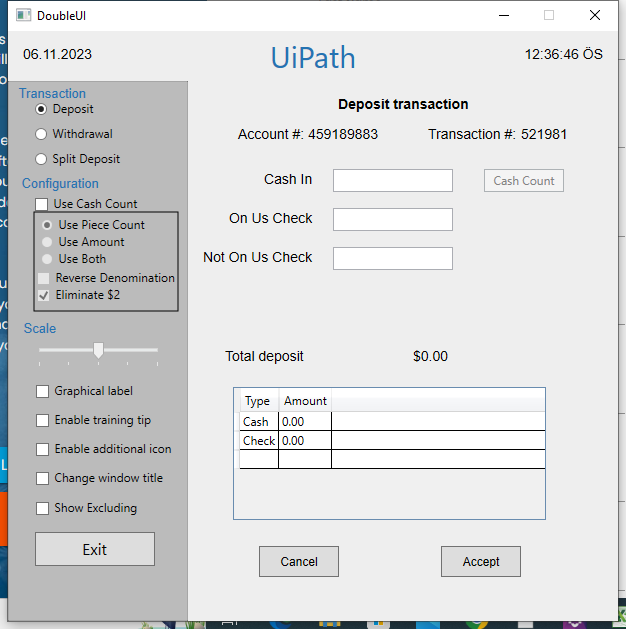 DoubleUI
06.11.2023
UiPath
12:36:46 ÖS
Transaction
Deposit
Withdrawal
Split Deposit
Configuration
Use Cash Count
Use Piece Count
Use Amount
Use Both
Reverse Denomination
Eliminate $2
Scale
Graphical label
Enable training tip
Enable additional icon
Change window title
Show Excluding
Exit
Deposit transaction
Account #: 459189883 Transaction #: 521981
Cash In
Cash Count
On Us Check
Not On Us Check
Total deposit $0.00
Type Amount
Cash 0.00
Check 0.00
Cancel Accept